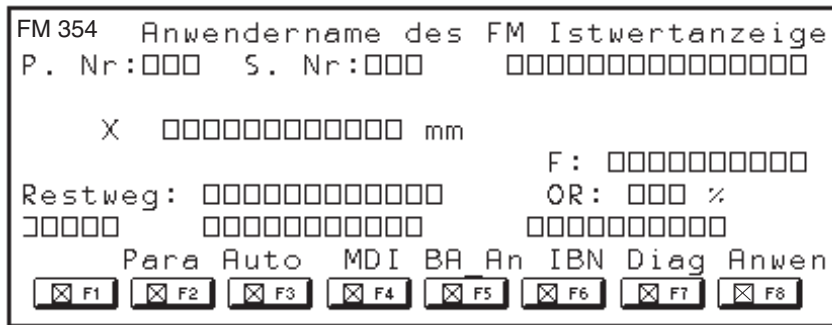 FM 354 Anwendername des FM Istwertanzeige
P. Nr:□□□ S. Nr:□□□ □□□□□□□□□□□□□□□
X □□□□□□□□□□□□ mm
F: □□□□□□□□□□
Restweg: □□□□□□□□□□□□ OR: □□□ %
□□□□□ □□□□□□□□□□□ □□□□□□□□□□
Para Auto MDI BA_An IBN Diag Anwen
F1 F2 F3 F4 F5 F6 F7 F8